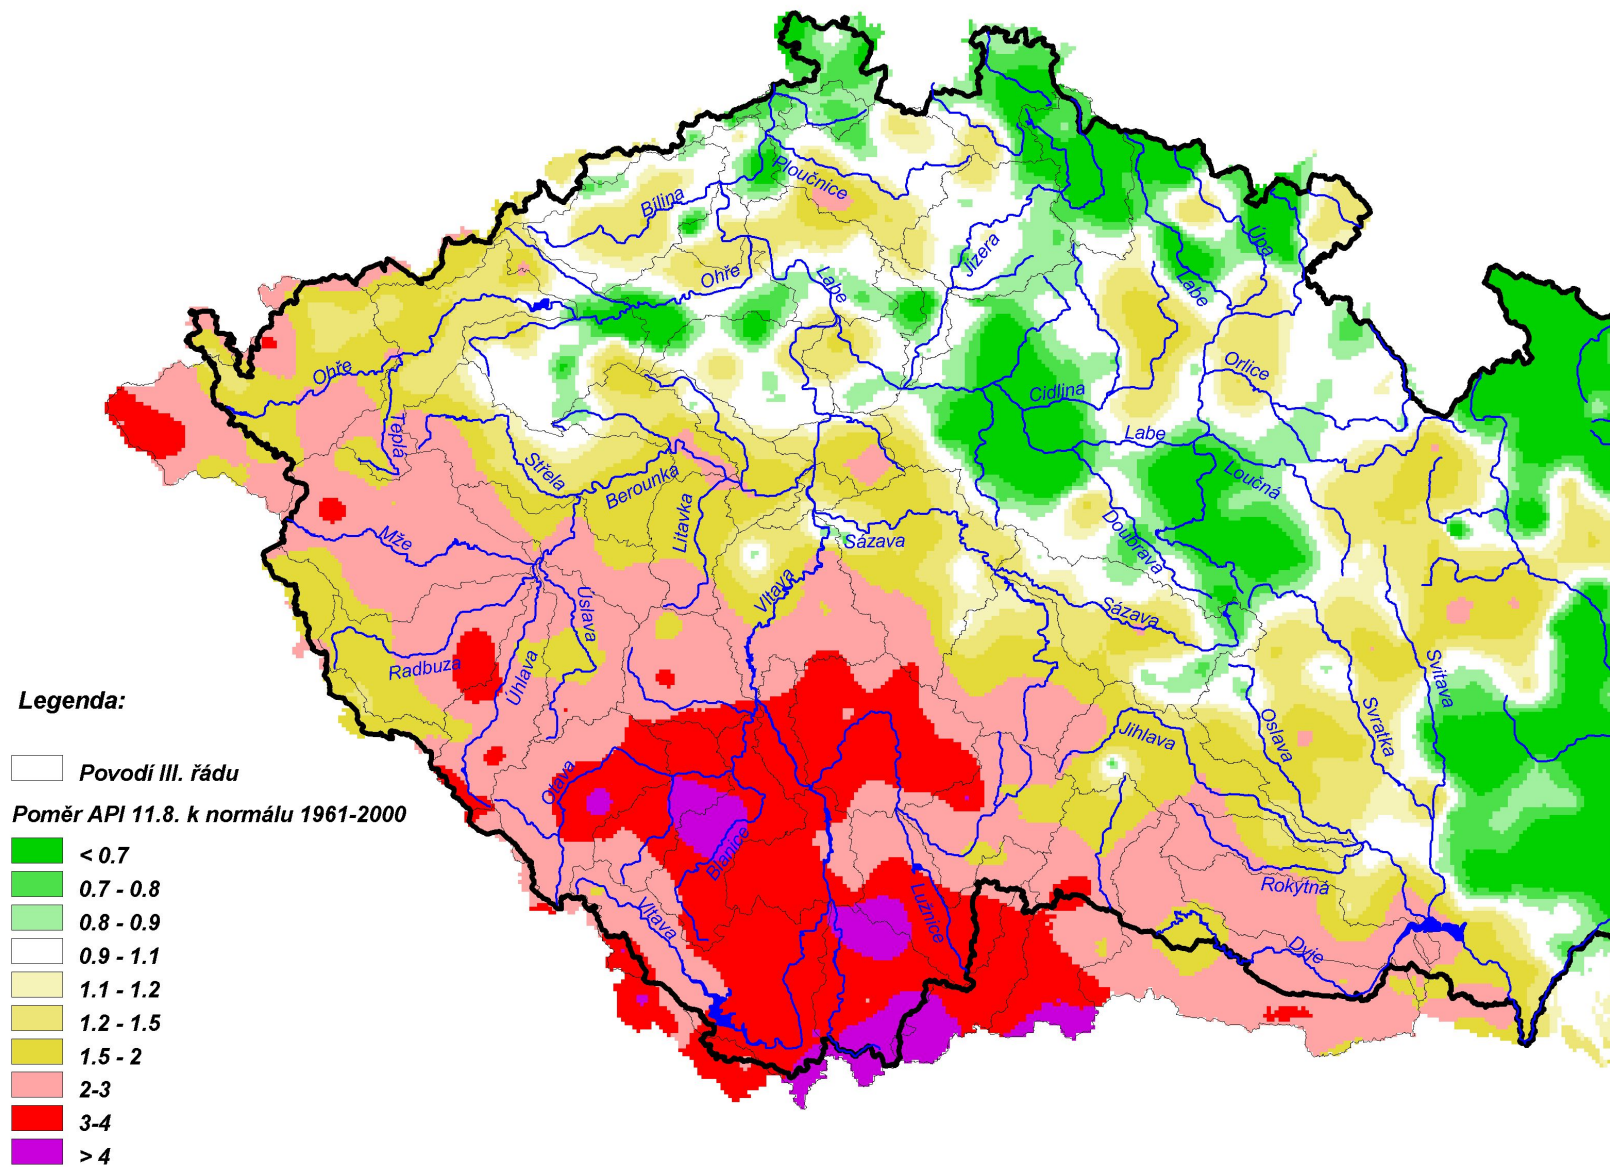 Ploučnice
Bílina
Jizera
Úpa
Ohře
Labe
Labe
Ohře
Orlice
Cidlina
Teplá
Labe
Střela
Berounka
Loučná
Litavka
Doubrava
Mže
Sázava
Vltava
Úslava
Sázava
Radbuza
Úhlava
Svitava
Legenda:
Svratka
Oslava
Jihlava
Povodí III. řádu
Otava
Poměr API 11.8. k normálu 1961-2000
Blanice
< 0.7
0.7 - 0.8
Rokytná
Lužnice
0.8 - 0.9
Vltava
0.9 - 1.1
Dyje
1.1 - 1.2
1.2 - 1.5
1.5 - 2
2-3
3-4
> 4